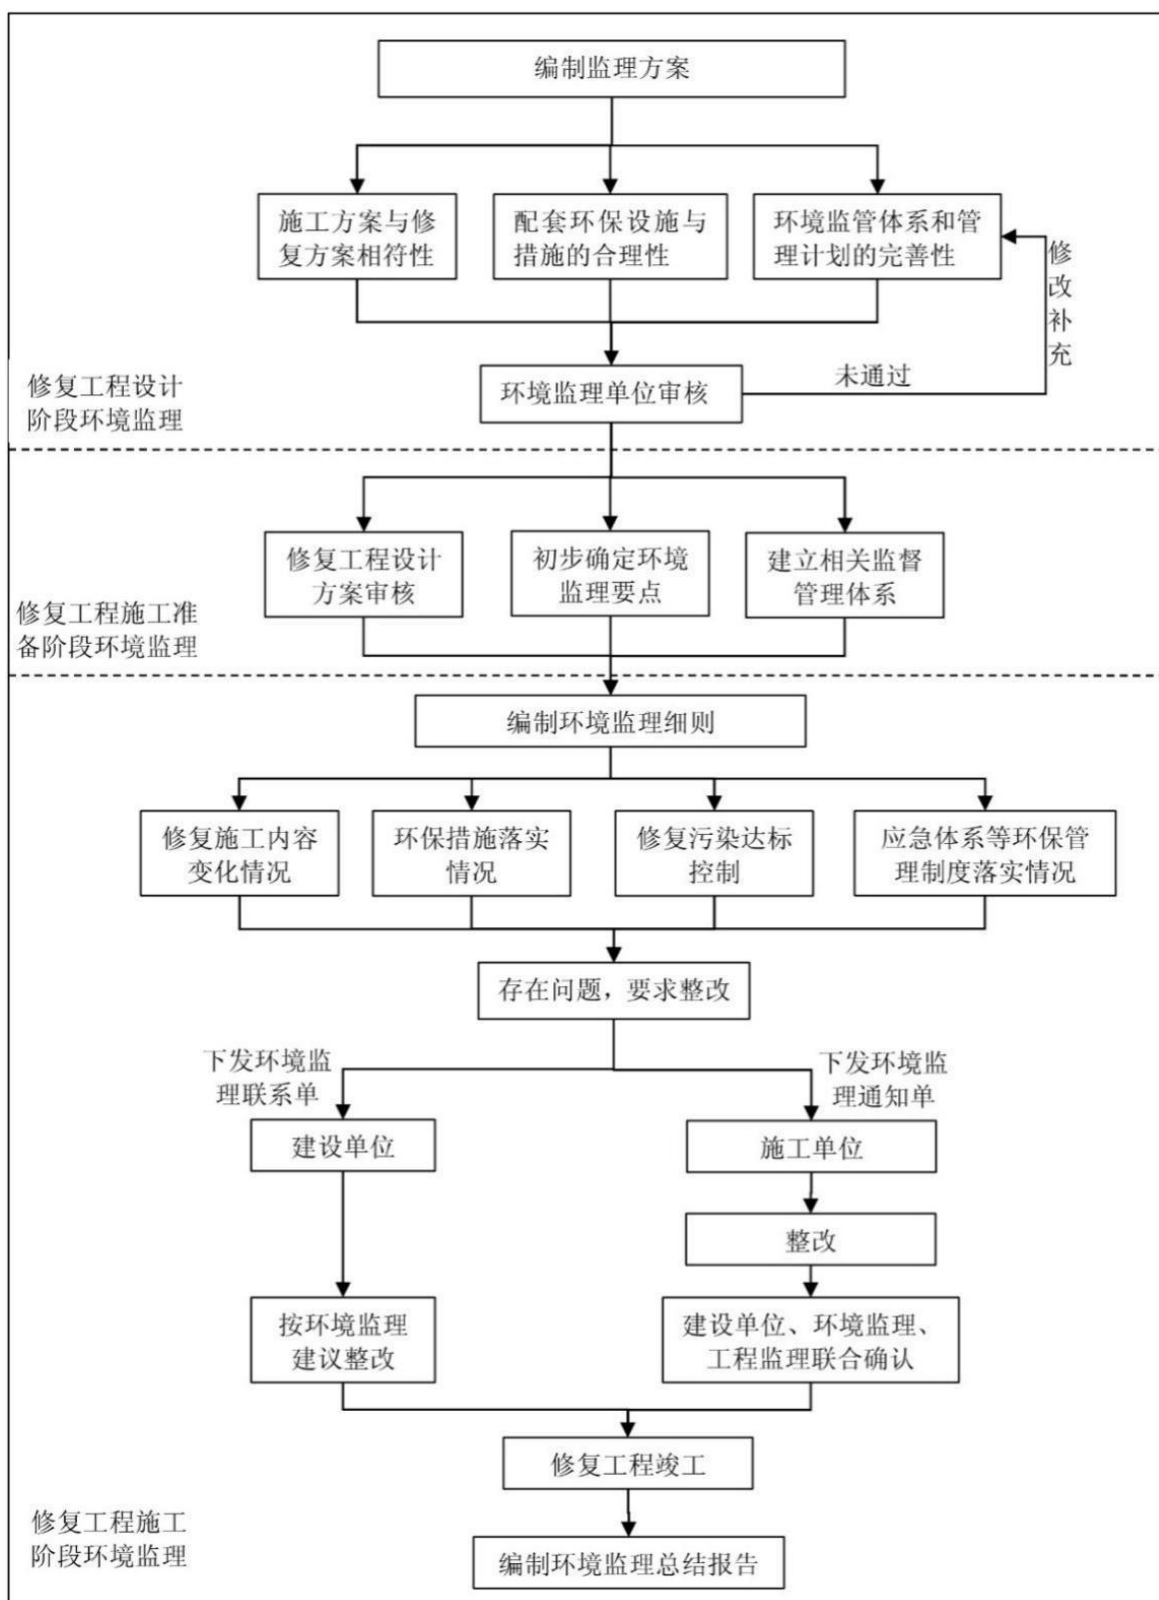 编制监理方案
施工方案与修
复方案相符性
配套环保设施与
措施的合理性
环境监管体系和管
理计划的完善性
修
改
补
充
未通过
环境监理单位审核
修复工程设计
阶段环境监理
修复工程设计
方案审核
初步确定环境
监理要点
建立相关监督
管理体系
修复工程施工准
备阶段环境监理
编制环境监理细则
修复施工内容
变化情况
环保措施落实
情况
修复污染达标
控制
应急体系等环保管
理制度落实情况
存在问题，要求整改
下发环境监
理联系单
下发环境监
理通知单
建设单位
施工单位
整改
按环境监理
建议整改
建设单位、环境监理、
工程监理联合确认
修复工程竣工
修复工程施工
阶段环境监理
编制环境监理总结报告